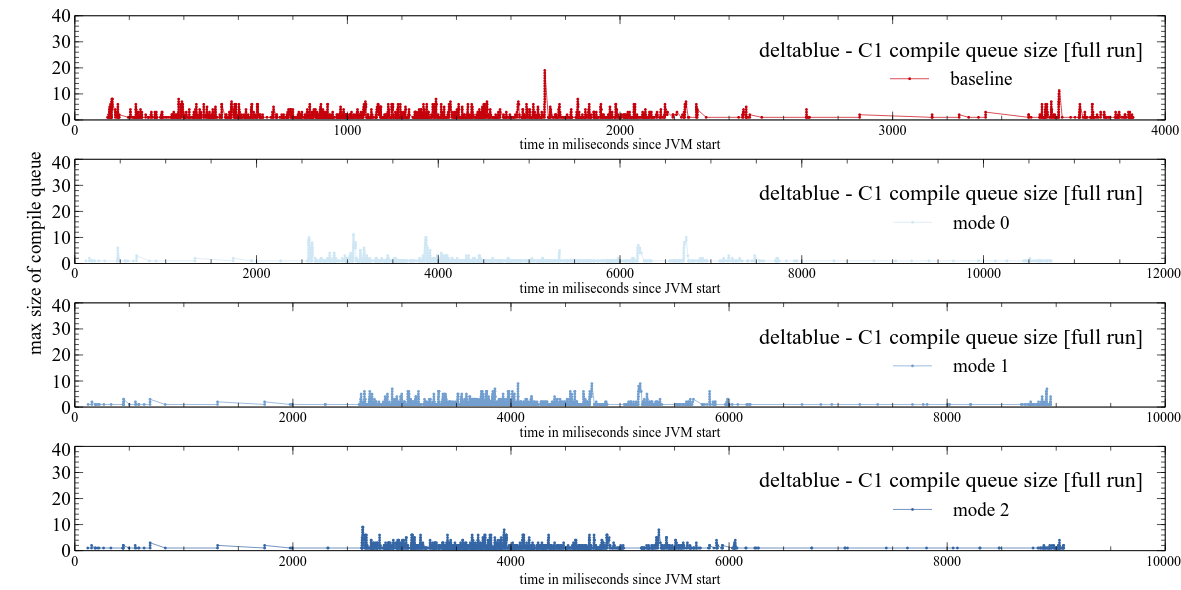 max size of compile queue
40
30
20
10
0
deltablue - C1 compile queue size [full run]
baseline
0 1000 2000 3000 4000
time in miliseconds since JVM start
40
30
20
10
0
deltablue - C1 compile queue size [full run]
mode 0
0 2000 4000 6000 8000 10000 12000
time in miliseconds since JVM start
40
30
20
10
0
deltablue - C1 compile queue size [full run]
mode 1
0 2000 4000 6000 8000 10000
time in miliseconds since JVM start
40
30
20
10
0
deltablue - C1 compile queue size [full run]
mode 2
0 2000 4000 6000 8000 10000
time in miliseconds since JVM start